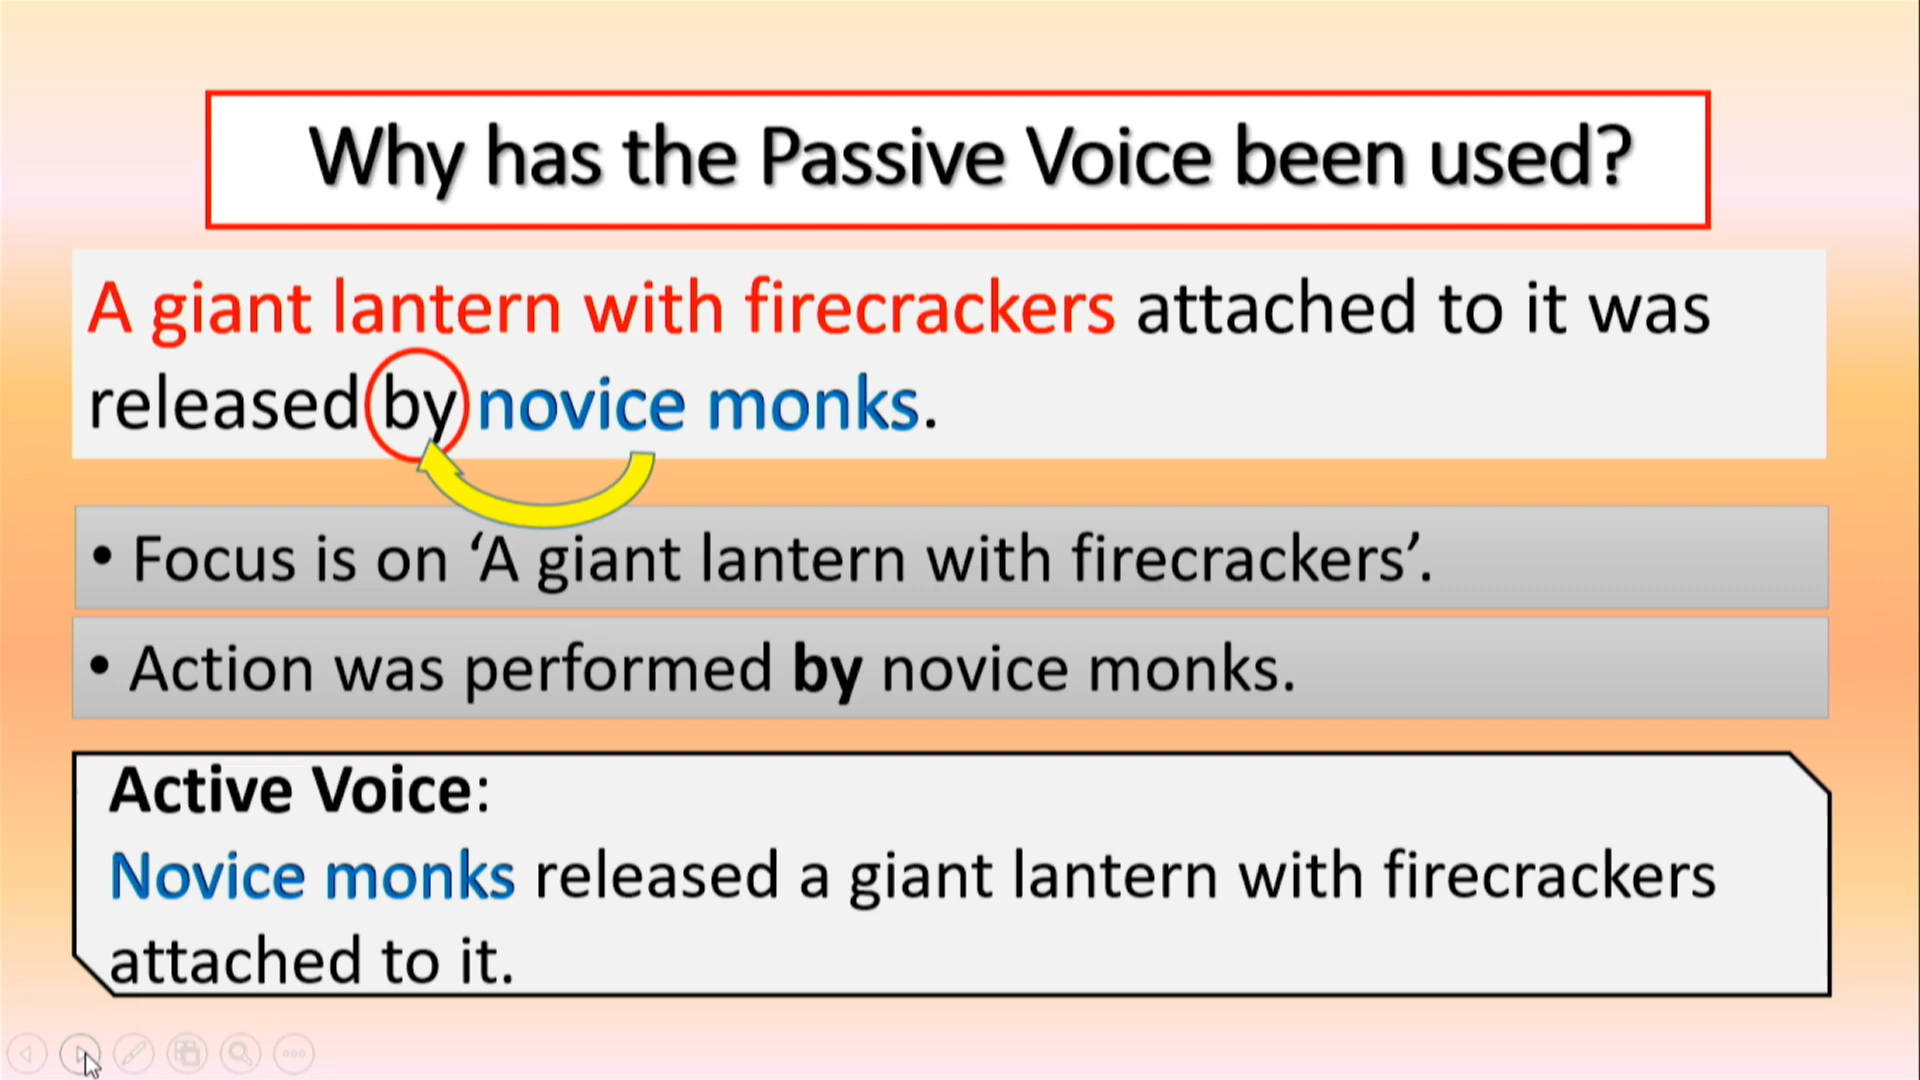 Why has the Passive Voice been used?
A giant lantern with firecrackers attached to it was
released by novice monks.
• Focus is on ‘A giant lantern with firecrackers’.
• Action was performed by novice monks.
Active Voice:
Novice monks released a giant lantern with firecrackers
attached to it.